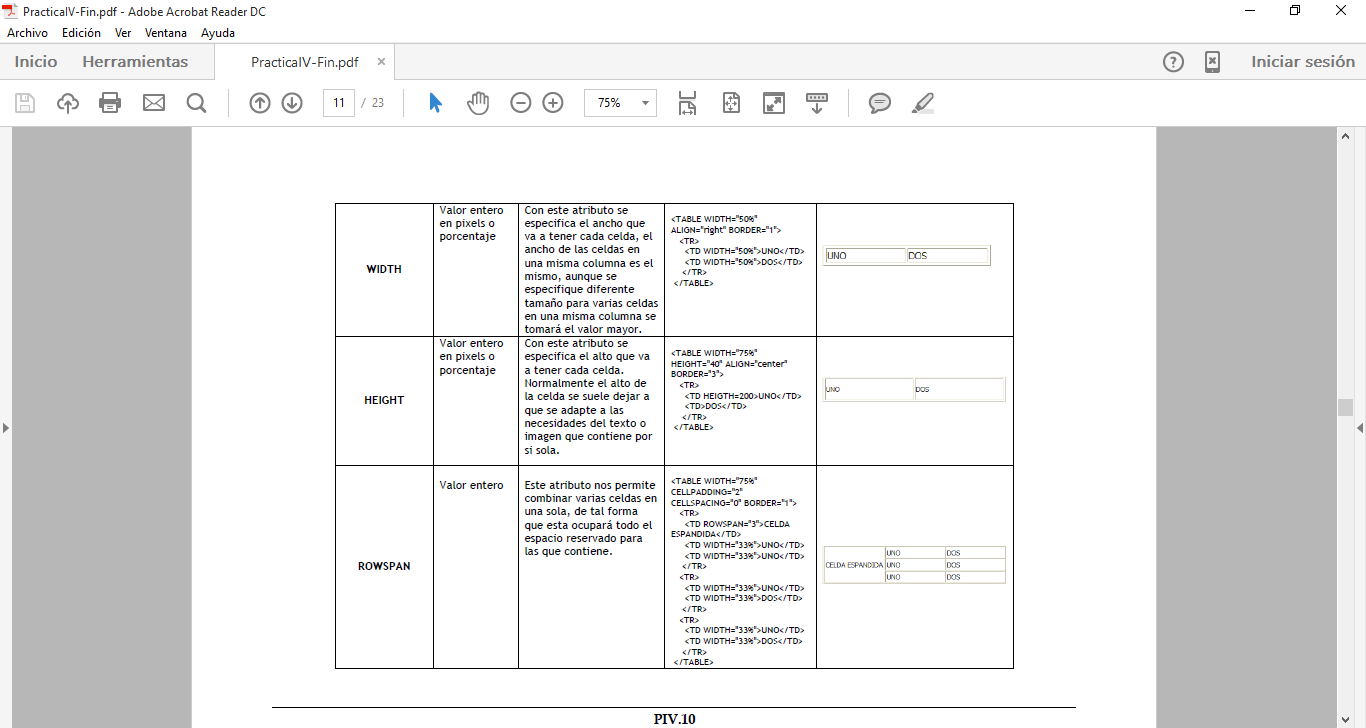 PracticaIV-Fin.pdf - Adobe Acrobat Reader DC
Archivo Edición Ver Ventana Ayuda
Inicio Herramientas PracticaIV-Fin.pdf × Iniciar sesión
11 / 23 75%
WIDTH
Valor entero
en pixels o
porcentaje
Con este atributo se
especifica el ancho que
va a tener cada celda, el
ancho de las celdas en
una misma columna es el
mismo, aunque se
especifique diferente
tamaño para varias celdas
en una misma columna se
tomará el valor mayor.
<TABLE WIDTH="50%"
ALIGN="right" BORDER="1">
<TR>
<TD WIDTH="50%">UNO</TD>
<TD WIDTH="50%">DOS</TD>
</TR>
</TABLE>
UNO DOS
HEIGHT
Valor entero
en pixels o
porcentaje
Con este atributo se
especifica el alto que va
a tener cada celda.
Normalmente el alto de
la celda se suele dejar a
que se adapte a las
necesidades del texto o
imagen que contiene por
si sola.
<TABLE WIDTH="75%"
HEIGHT="40" ALIGN="center"
BORDER="3">
<TR>
<TD HEIGTH=200>UNO</TD>
<TD>DOS</TD>
</TR>
</TABLE>
UNO DOS
ROWSPAN
Valor entero
Este atributo nos permite
combinar varias celdas en
una sola, de tal forma
que esta ocupará todo el
espacio reservado para
las que contiene.
<TABLE WIDTH="75%"
CELLPADDING="2"
CELLSPACING="0" BORDER="1">
<TR>
<TD ROWSPAN="3">CELDA
ESPANDIDA</TD>
<TD WIDTH="33%">UNO</TD>
<TD WIDTH="33%">UNO</TD>
</TR>
<TR>
<TD WIDTH="33%">UNO</TD>
<TD WIDTH="33%">DOS</TD>
</TR>
<TR>
<TD WIDTH="33%">UNO</TD>
<TD WIDTH="33%">DOS</TD>
</TR>
</TABLE>
UNO DOS
CELDA ESPANDIDA UNO DOS
UNO DOS
PIV.10